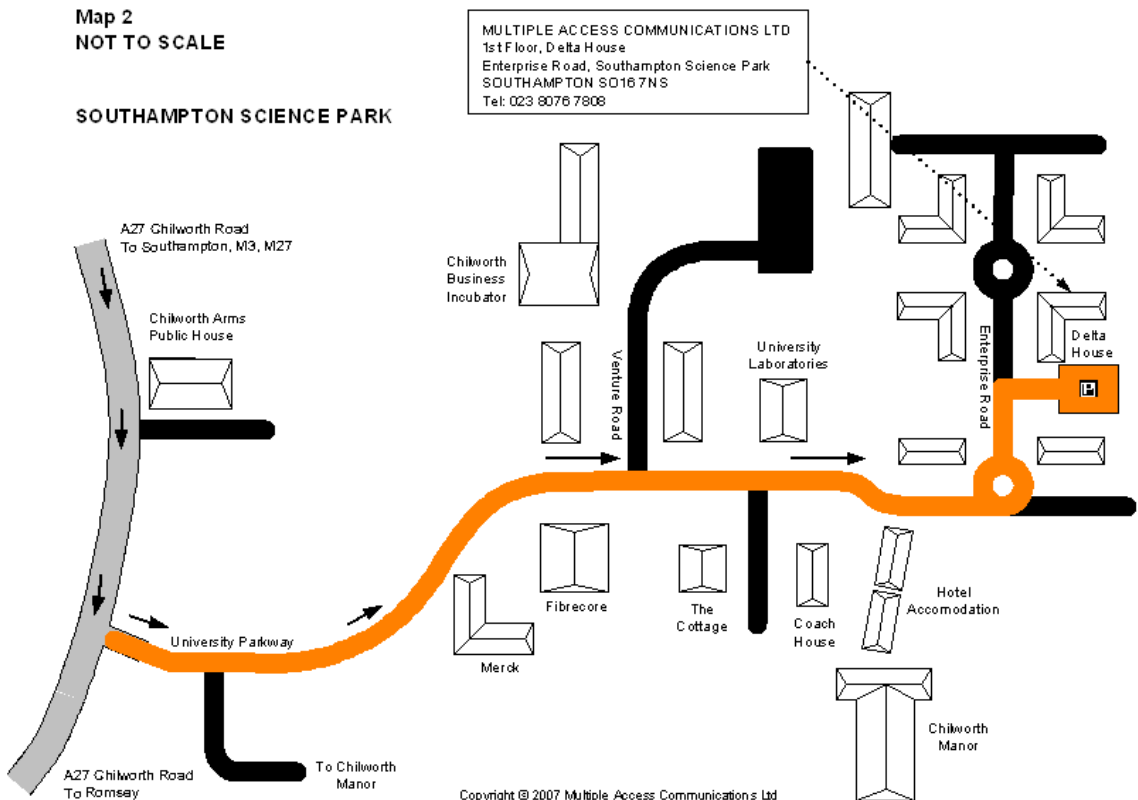 Map 2
NOT TO SCALE
SOUTHAMPTON SCIENCE PARK
MULTIPLE ACCESS COMMUNICATIONS LTD
1st Floor, Delta House
Enterprise Road, Southampton Science Park
SOUTHAMPTON SO16 7NS
Tel: 023 8076 7808
A27 Chilworth Road
To Southampton, M3, M27
Chilworth Arms
Public House
Chilworth
Business
Incubator
Venture Road
University
Laboratories
Enterprise Road
Delta
House
P
University Parkway
Merck
Fibrecore
The
Cottage
Coach
House
Hotel
Accomodation
Chilworth
Manor
To Chilworth
Manor
A27 Chilworth Road
To Romsey
Copyright © 2007 Multiple Access Communications Ltd